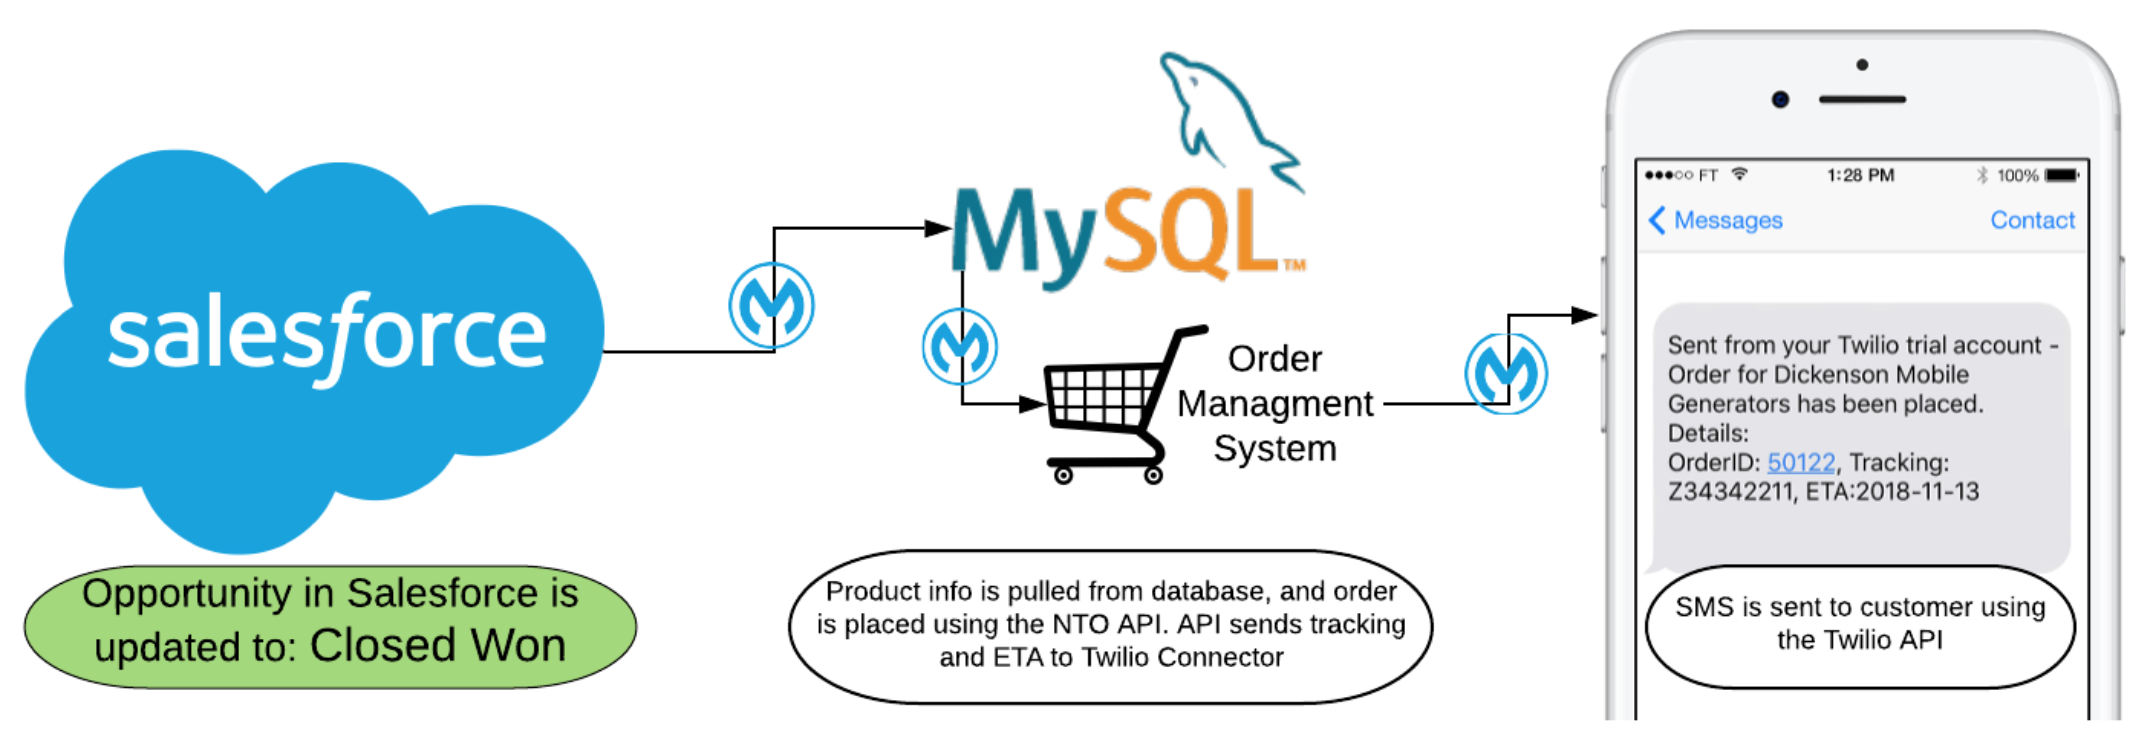 salesforce
Opportunity in Salesforce is
updated to: Closed Won
MySQL™
Order
Managment
System
Product info is pulled from database, and order
is placed using the NTO API. API sends tracking
and ETA to Twilio Connector
FT 1:28 PM 100%
Messages Contact
Sent from your Twilio trial account -
Order for Dickenson Mobile
Generators has been placed.
Details:
OrderID: 50122, Tracking:
Z34342211, ETA:2018-11-13
SMS is sent to customer using
the Twilio API